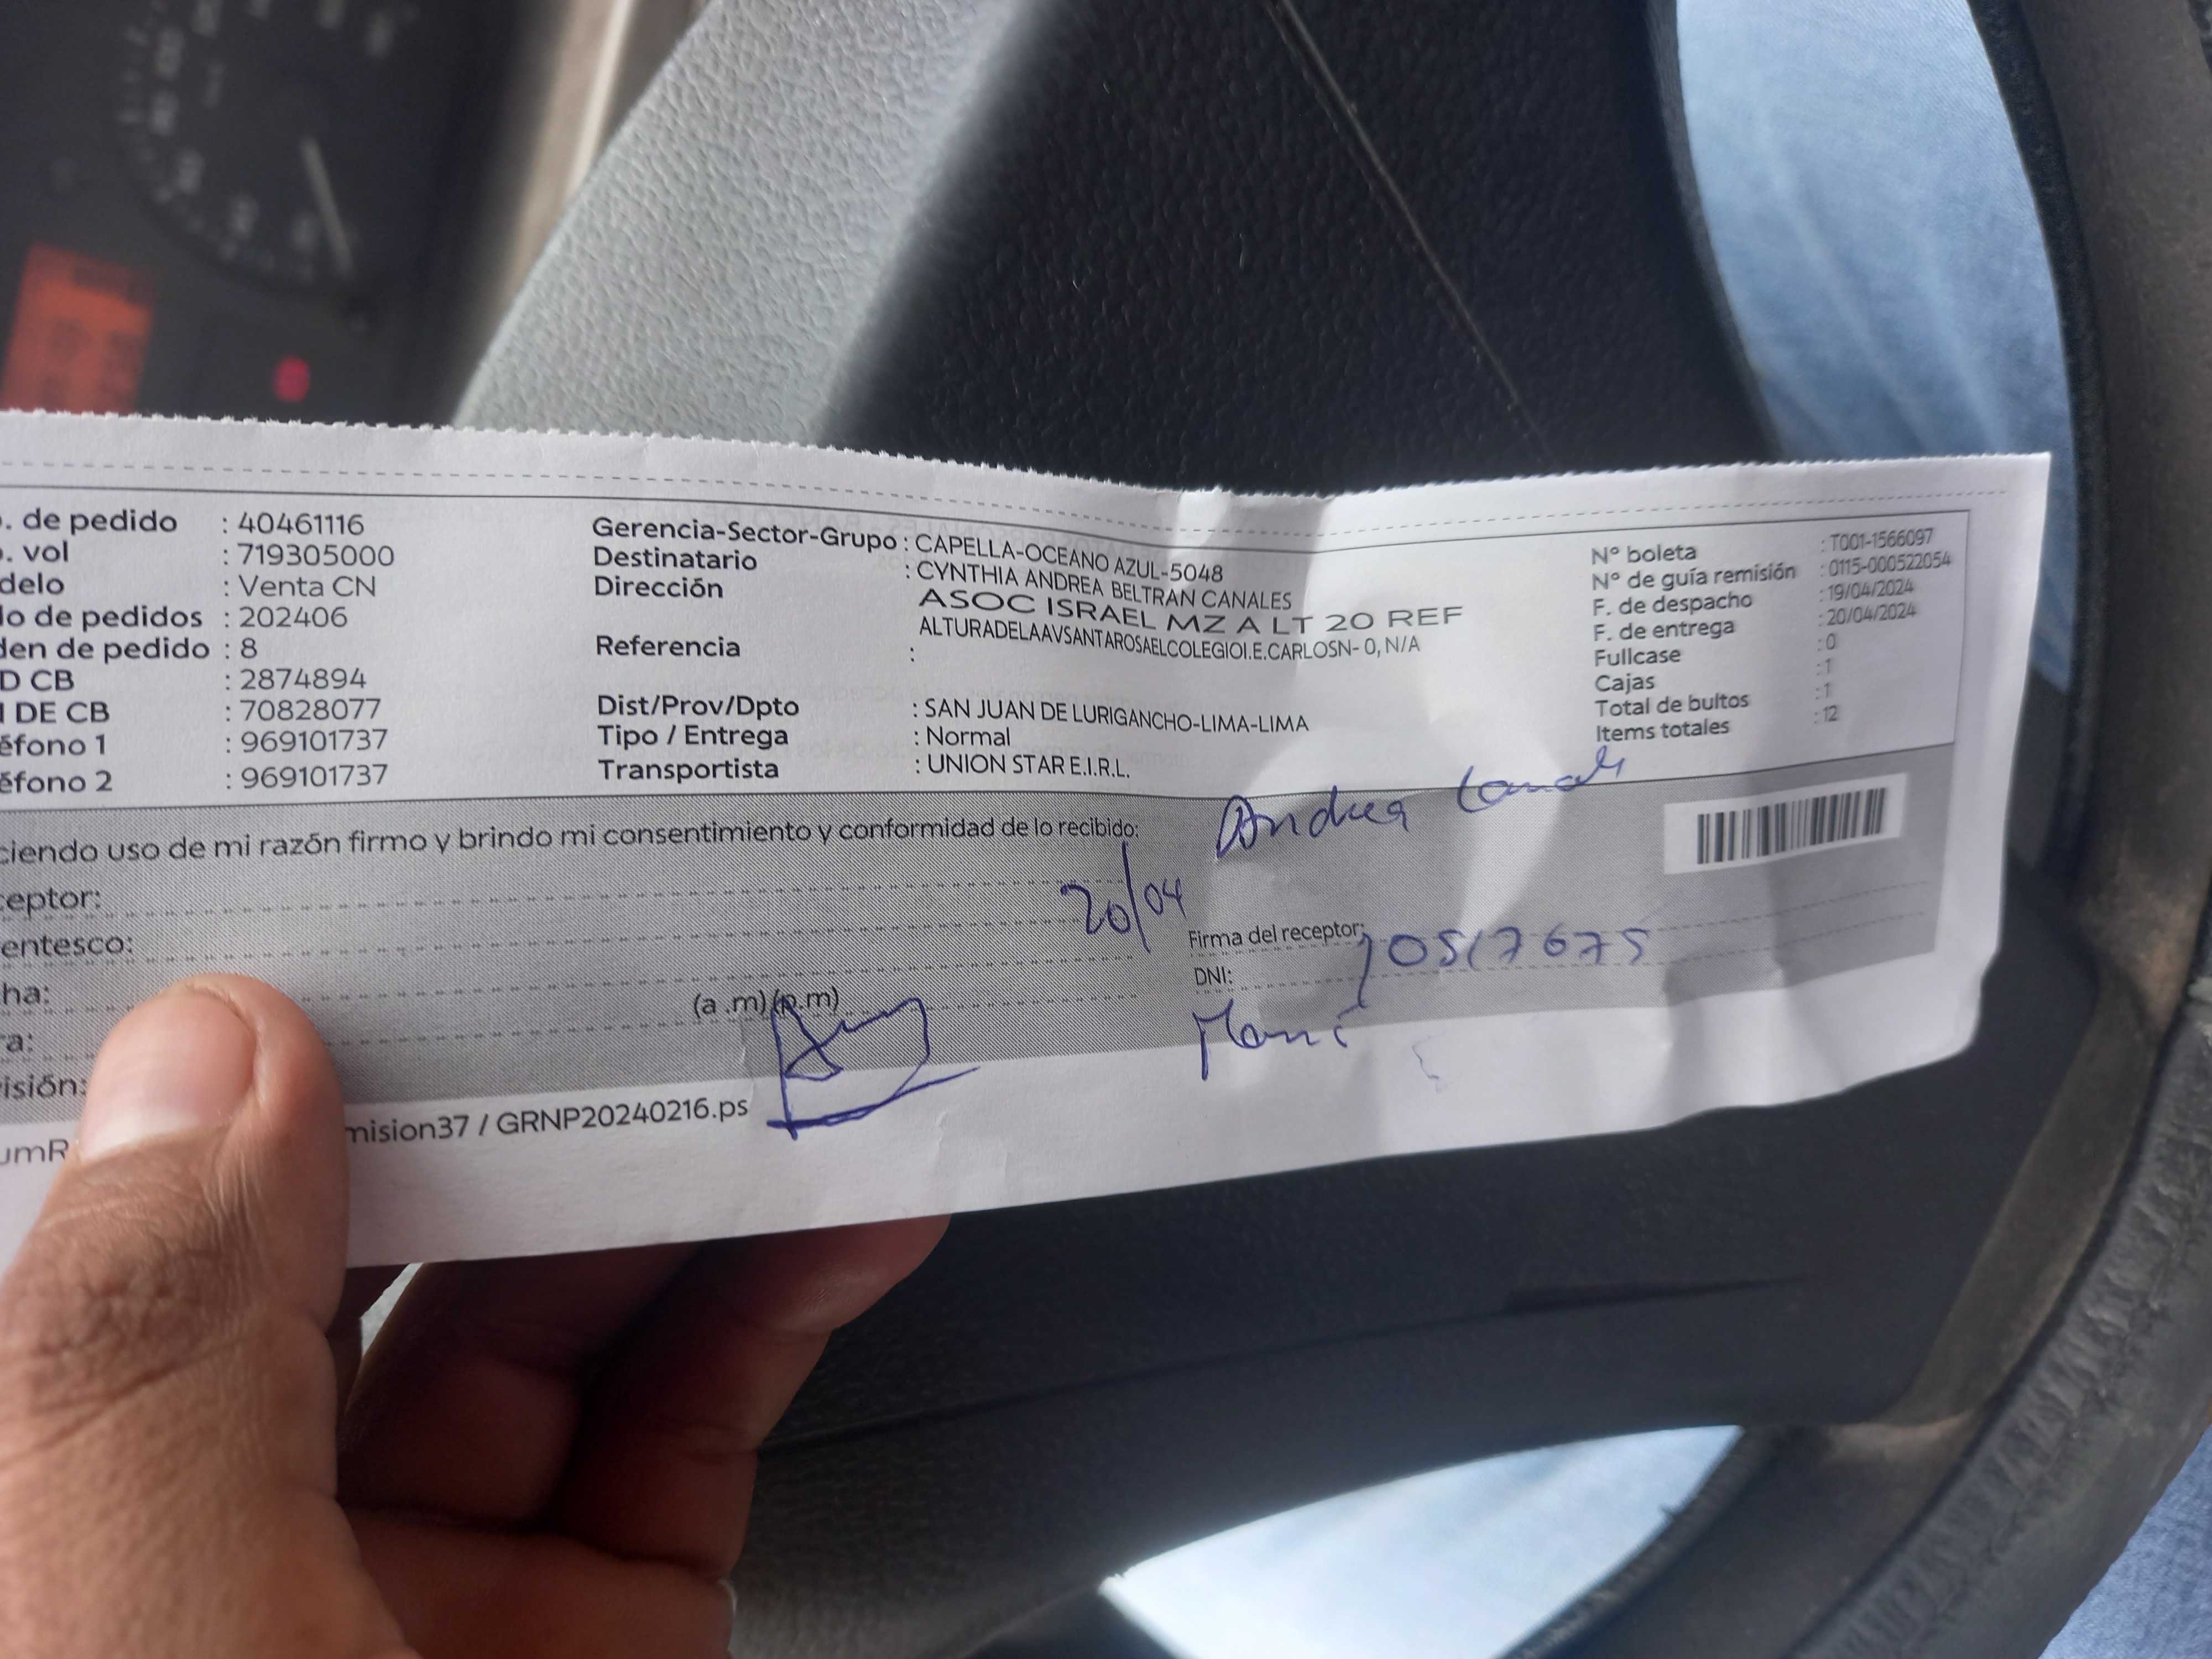 . de pedido : 40461116
. vol : 719305000
delo : Venta CN
o de pedidos : 202406
den de pedido : 8
D CB : 2874894
I DE CB : 70828077
éfono 1 : 969101737
éfono 2 : 969101737
Gerencia-Sector-Grupo : CAPELLA-OCEANO AZUL-5048
Destinatario : CYNTHIA ANDREA BELTRAN CANALES
Dirección ASOC ISRAEL MZ A LT 20 REF
ALTURADELAAVSANTAROSAELCOLEGIOI.E.CARLOSN- 0, N/A
Referencia :
Dist/Prov/Dpto : SAN JUAN DE LURIGANCHO-LIMA-LIMA
Tipo / Entrega : Normal
Transportista : UNION STAR E.I.R.L.
Nº boleta : T001-1566097
Nº de guía remisión : 0115-000522054
F. de despacho : 19/04/2024
F. de entrega : 20/04/2024
Fullcase : 0
Cajas : 1
Total de bultos : 1
Items totales : 12
ciendo uso de mi razón firmo y brindo mi consentimiento y conformidad de lo recibido:
Andrea
ceptor:
entesco:
20/04
ha:
(a .m) (p.m)
ra:
isión:
Firma del receptor:
DNI: 70517675
umR
mision37 / GRNP20240216.ps